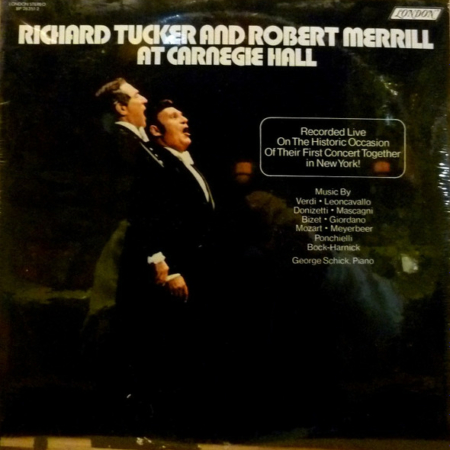 LONDON
RICHARD TUCKER AND ROBERT MERRILL
AT CARNEGIE HALL
Recorded Live
On The Historic Occasion
Of Their First Concert Together
in New York!
Music By
Verdi • Leoncavallo
Donizetti • Mascagni
Bizet • Giordano
Mozart • Meyerbeer
Ponchielli
Bock-Harnick
George Schick, Piano